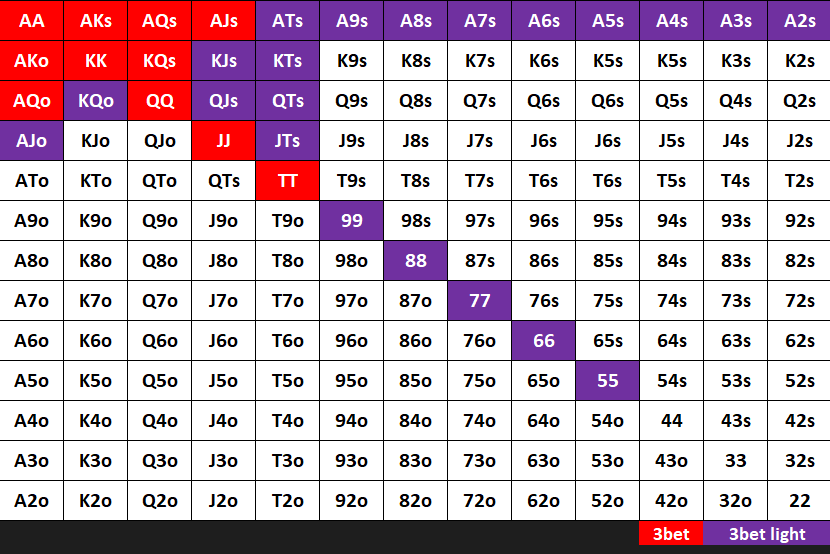 AA AKs AQs AJs ATs A9s A8s A7s A6s A5s A4s A3s A2s
AKo KK KQs KJs KTs K9s K8s K7s K6s K5s K5s K3s K2s
AQo KQo QQ QJs QTs Q9s Q8s Q7s Q6s Q6s Q5s Q4s Q2s
AJo KJo QJo JJ JTs J9s J8s J7s J6s J6s J5s J4s J2s
ATo KTo QTo QTs TT T9s T8s T7s T6s T6s T5s T4s T2s
A9o K9o Q9o J9o T9o 99 98s 97s 96s 95s 94s 93s 92s
A8o K8o Q8o J8o T8o 98o 88 87s 86s 85s 84s 83s 82s
A7o K7o Q7o J7o T7o 97o 87o 77 76s 75s 74s 73s 72s
A6o K6o Q6o J6o T6o 96o 86o 76o 66 65s 64s 63s 62s
A5o K5o Q5o J5o T5o 95o 85o 75o 65o 55 54s 53s 52s
A4o K4o Q4o J4o T4o 94o 84o 74o 64o 54o 44 43s 42s
A3o K3o Q3o J3o T3o 93o 83o 73o 63o 53o 43o 33 32s
A2o K2o Q2o J2o T2o 92o 82o 72o 62o 52o 42o 32o 22
3bet 3bet light